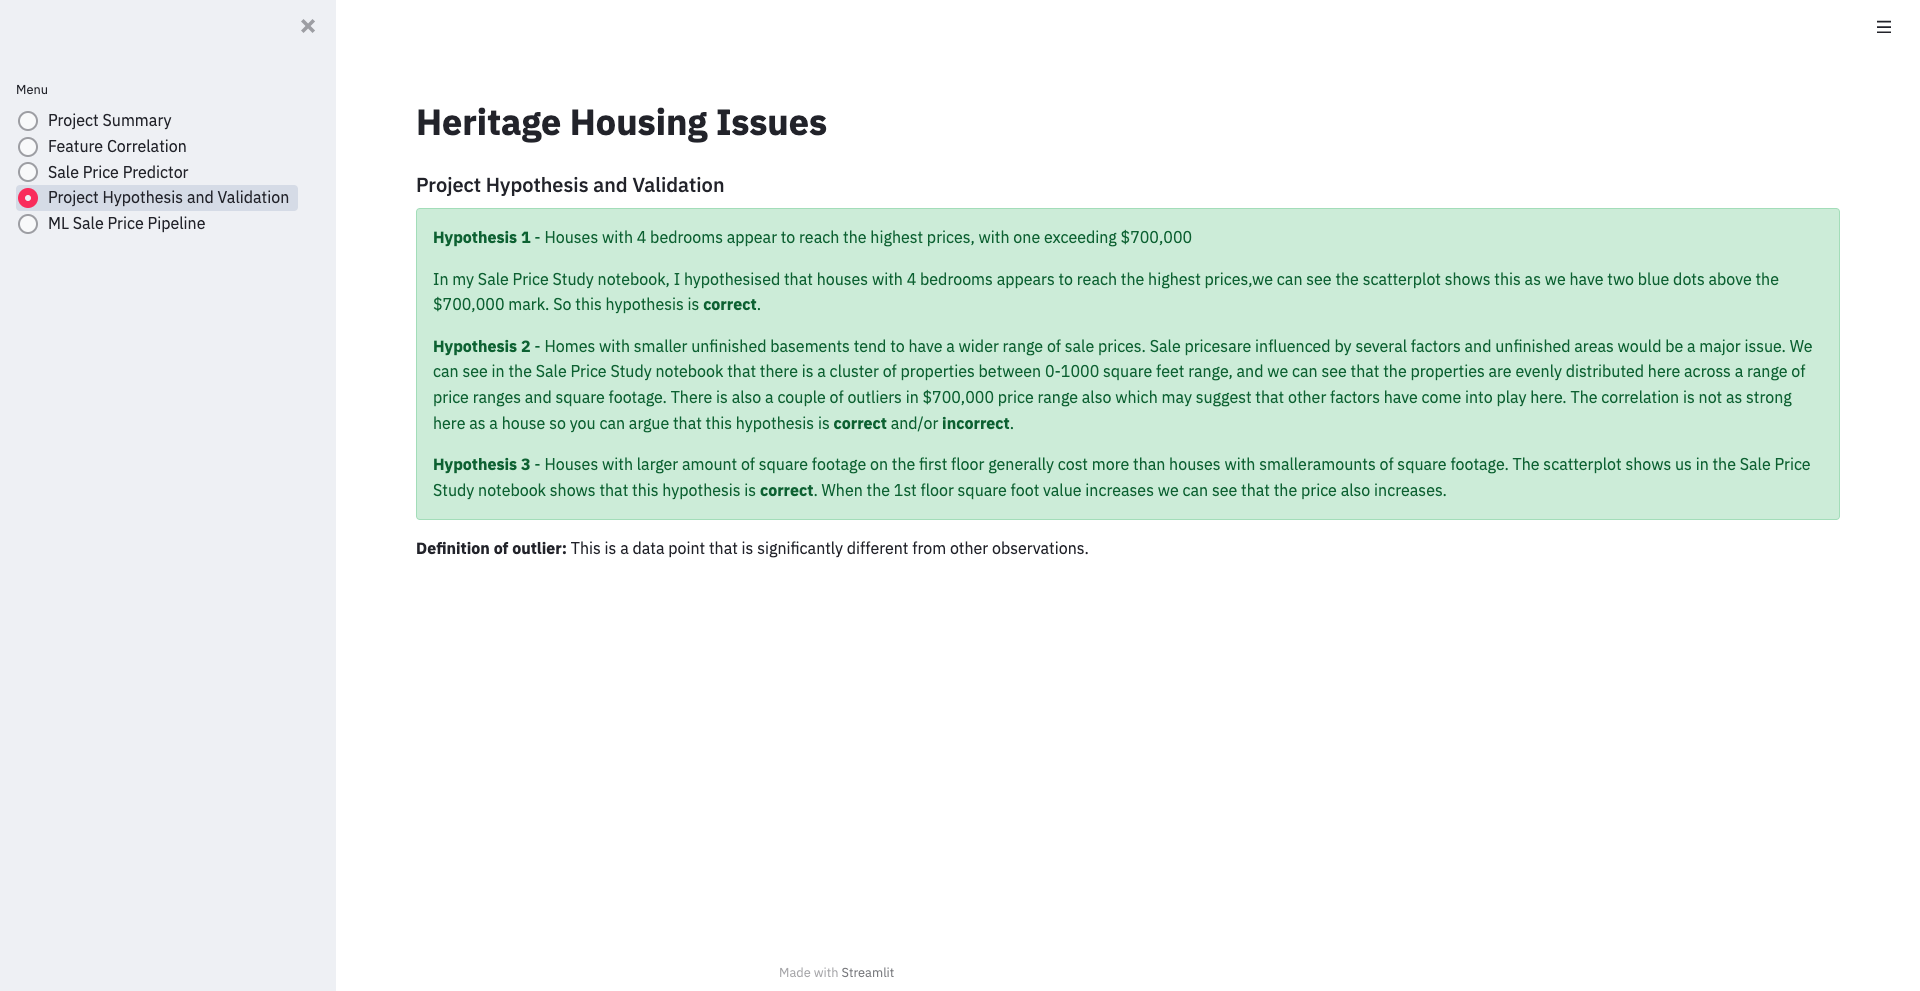 Menu
Project Summary
Feature Correlation
Sale Price Predictor
Project Hypothesis and Validation
ML Sale Price Pipeline
Heritage Housing Issues
Project Hypothesis and Validation
Hypothesis 1 - Houses with 4 bedrooms appear to reach the highest prices, with one exceeding $700,000
In my Sale Price Study notebook, I hypothesised that houses with 4 bedrooms appears to reach the highest prices,we can see the scatterplot shows this as we have two blue dots above the
$700,000 mark. So this hypothesis is correct.
Hypothesis 2 - Homes with smaller unfinished basements tend to have a wider range of sale prices. Sale pricesare influenced by several factors and unfinished areas would be a major issue. We
can see in the Sale Price Study notebook that there is a cluster of properties between 0-1000 square feet range, and we can see that the properties are evenly distributed here across a range of
price ranges and square footage. There is also a couple of outliers in $700,000 price range also which may suggest that other factors have come into play here. The correlation is not as strong
here as a house so you can argue that this hypothesis is correct and/or incorrect.
Hypothesis 3 - Houses with larger amount of square footage on the first floor generally cost more than houses with smalleramounts of square footage. The scatterplot shows us in the Sale Price
Study notebook shows that this hypothesis is correct. When the 1st floor square foot value increases we can see that the price also increases.
Definition of outlier: This is a data point that is significantly different from other observations.
Made with Streamlit